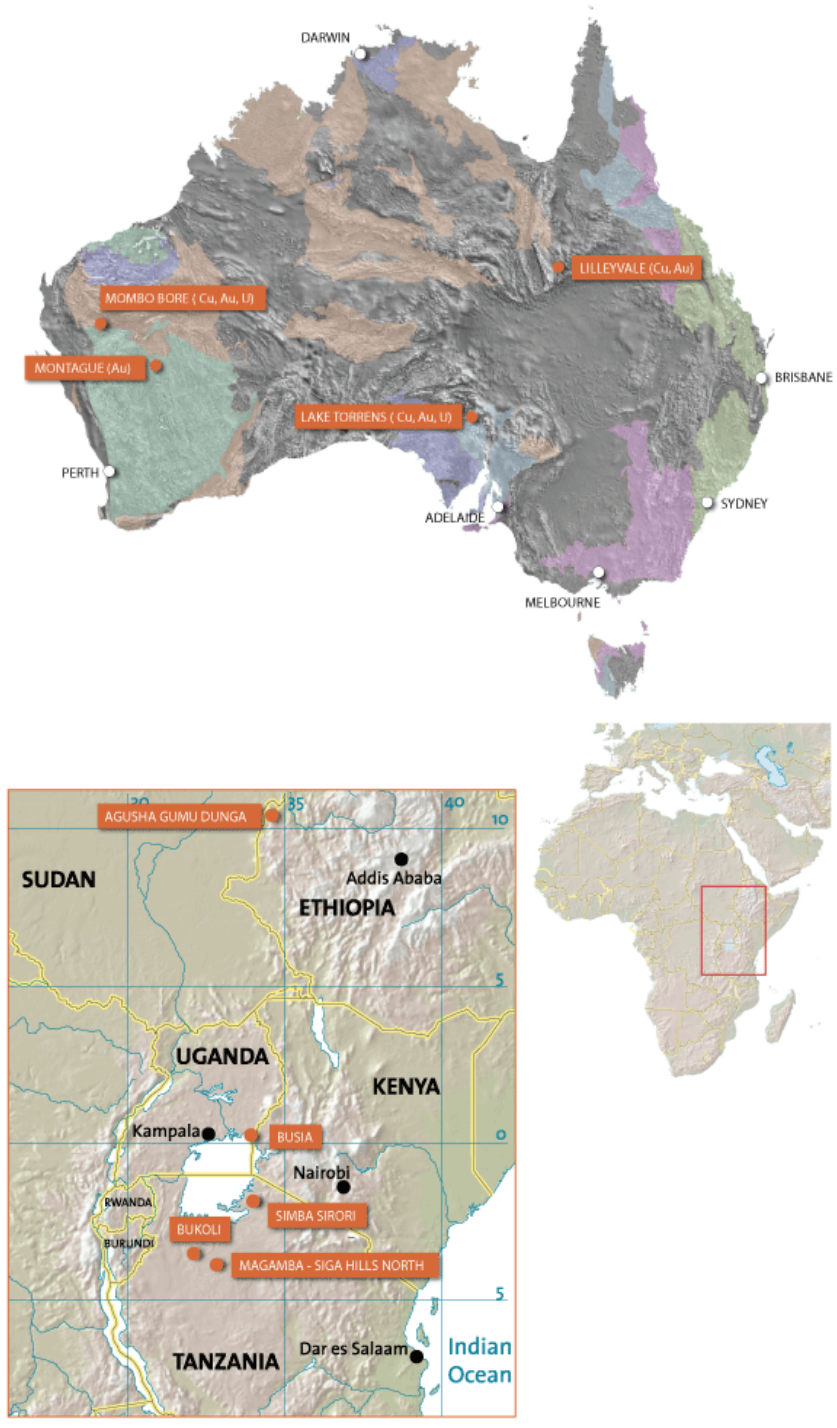 DARWIN
LILLEYVALE (Cu, Au)
MOMBO BORE ( Cu, Au, U)
MONTAGUE (Au)
BRISBANE
LAKE TORRENS ( Cu, Au, U)
PERTH
SYDNEY
ADELAIDE
MELBOURNE
30
35
40
AGUSHA GUMU DUNGA
10
SUDAN
Addis Ababa
ETHIOPIA
5
UGANDA
KENYA
Kampala
BUSIA
0
Nairobi
RWANDA
SIMBA SIRORI
BUKOLI
BURUNDI
MAGAMBA - SIGA HILLS NORTH
5
Dar es Salaam
Indian
Ocean
TANZANIA